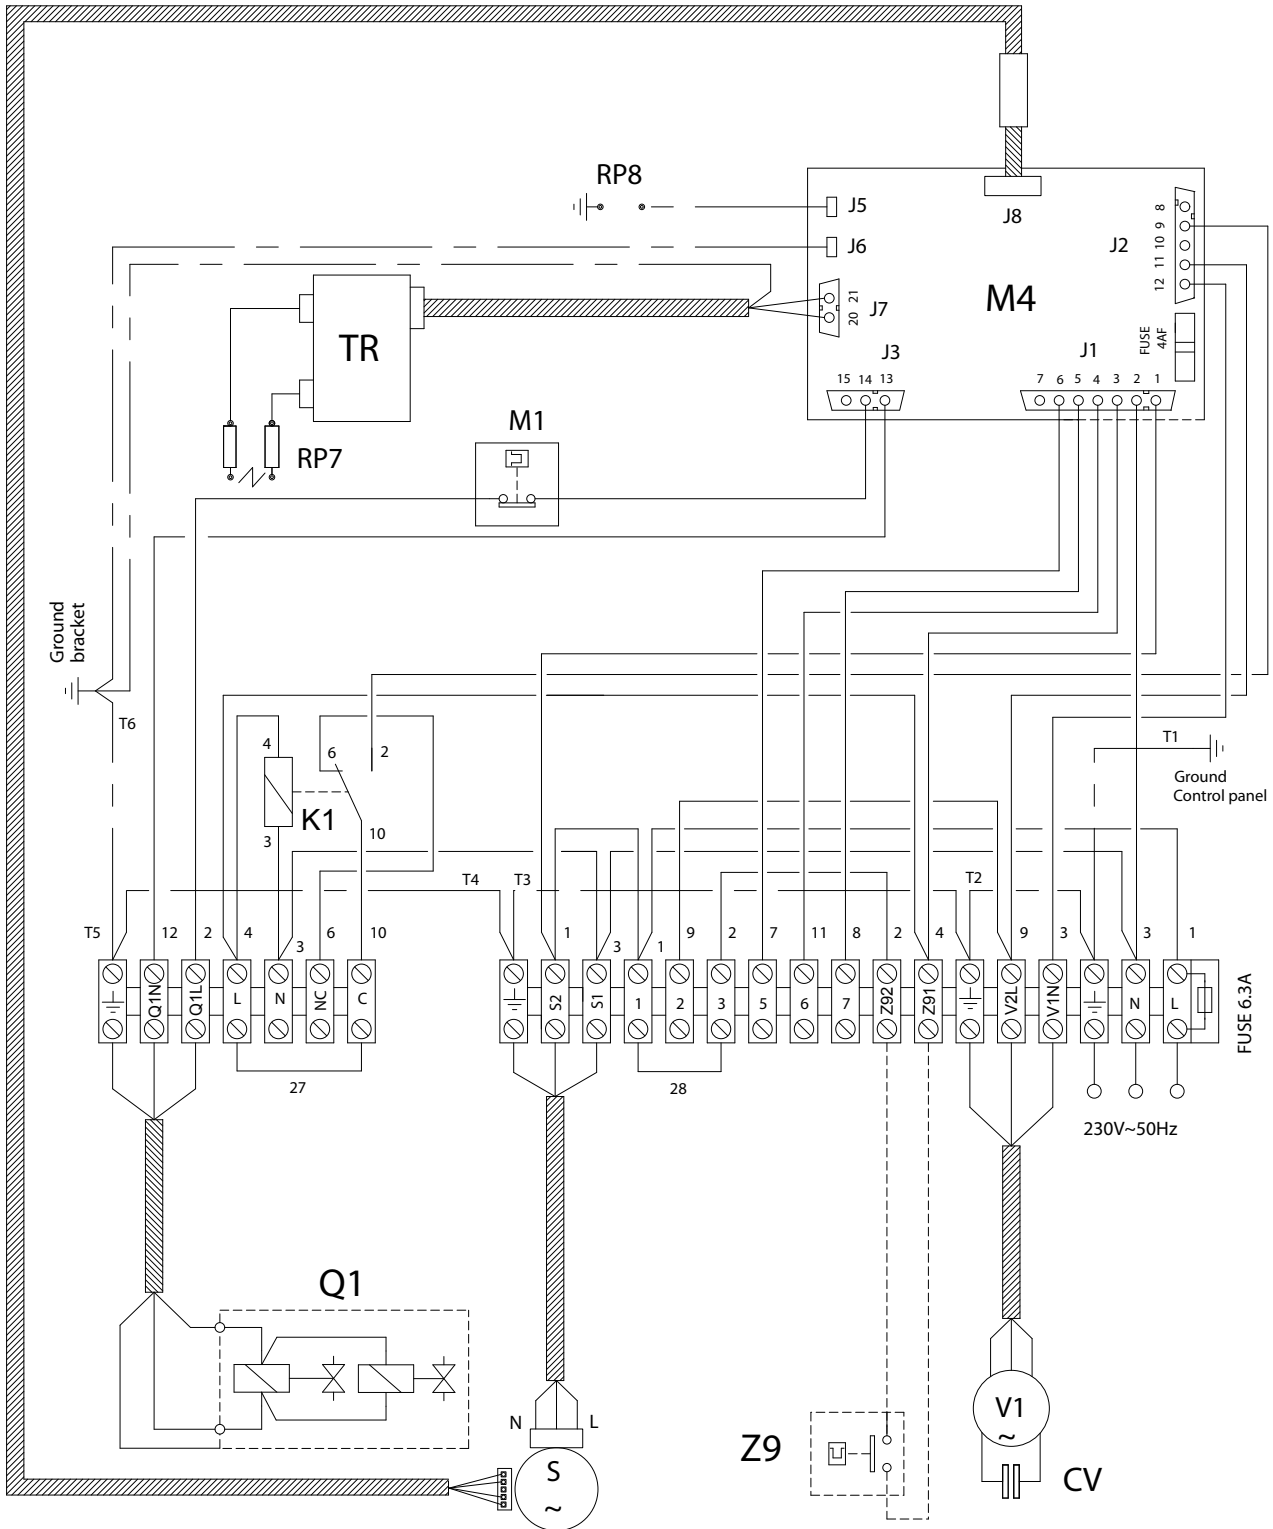 RP8
J5
J8
J6
J2
8
9
10
11
12
M4
TR
21
20
J7
J3
J1
FUSE
4AF
15 14 13
7 6 5 4 3 2 1
M1
RP7
Ground
bracket
T6
T1
Ground
Control panel
4
6
2
K1
3
10
T4
T3
T2
T5
12
2
4
3
6
10
1
3
1
9
2
7
11
8
2
4
9
3
3
1
Q1N
Q1L
L
N
NC
C
S2
S1
1
2
3
5
6
7
Z92
Z91
V2L
V1N
N
L
FUSE 6.3A
27
28
230V~50Hz
Q1
N
L
S
~
Z9
V1
~
CV